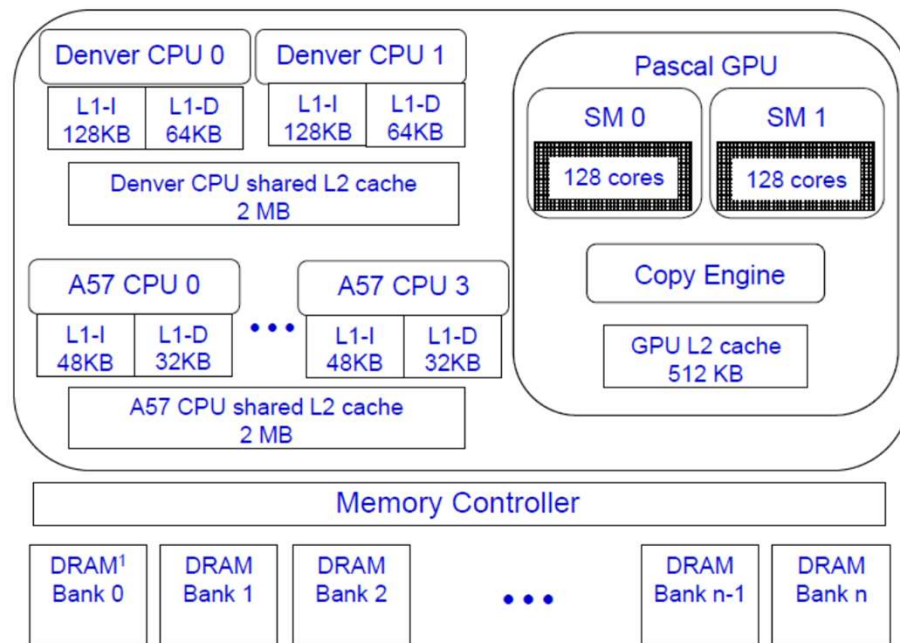 Denver CPU 0
Denver CPU 1
L1-I
128KB
L1-D
64KB
L1-I
128KB
L1-D
64KB
Denver CPU shared L2 cache
2 MB
A57 CPU 0
A57 CPU 3
L1-I
48KB
L1-D
32KB
L1-I
48KB
L1-D
32KB
A57 CPU shared L2 cache
2 MB
Pascal GPU
SM 0
128 cores
SM 1
128 cores
Copy Engine
GPU L2 cache
512 KB
Memory Controller
DRAM¹
Bank 0
DRAM
Bank 1
DRAM
Bank 2
DRAM
Bank n-1
DRAM
Bank n